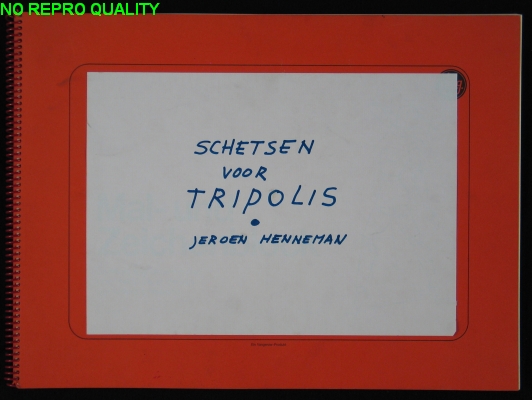 NO REPRO QUALITY
SCHETSEN
VOOR
TRIPOLIS
•
JEROEN HENNEMAN